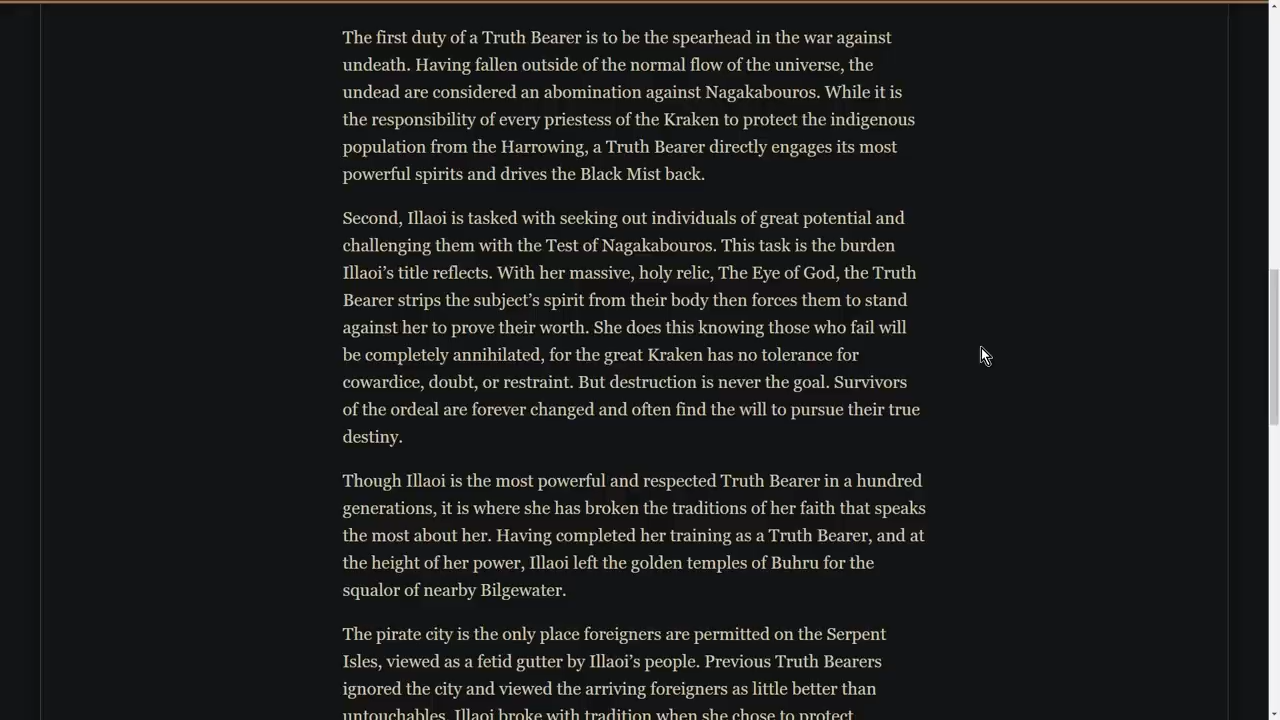 The first duty of a Truth Bearer is to be the spearhead in the war against
undeath. Having fallen outside of the normal flow of the universe, the
undead are considered an abomination against Nagakabouros. While it is
the responsibility of every priestess of the Kraken to protect the indigenous
population from the Harrowing, a Truth Bearer directly engages its most
powerful spirits and drives the Black Mist back.
Second, Illaoi is tasked with seeking out individuals of great potential and
challenging them with the Test of Nagakabouros. This task is the burden
Illaoi’s title reflects. With her massive, holy relic, The Eye of God, the Truth
Bearer strips the subject’s spirit from their body then forces them to stand
against her to prove their worth. She does this knowing those who fail will
be completely annihilated, for the great Kraken has no tolerance for
cowardice, doubt, or restraint. But destruction is never the goal. Survivors
of the ordeal are forever changed and often find the will to pursue their true
destiny.
Though Illaoi is the most powerful and respected Truth Bearer in a hundred
generations, it is where she has broken the traditions of her faith that speaks
the most about her. Having completed her training as a Truth Bearer, and at
the height of her power, Illaoi left the golden temples of Buhru for the
squalor of nearby Bilgewater.
The pirate city is the only place foreigners are permitted on the Serpent
Isles, viewed as a fetid gutter by Illaoi’s people. Previous Truth Bearers
ignored the city and viewed the arriving foreigners as little better than
untouchables. Illaoi broke with tradition when she chose to protect